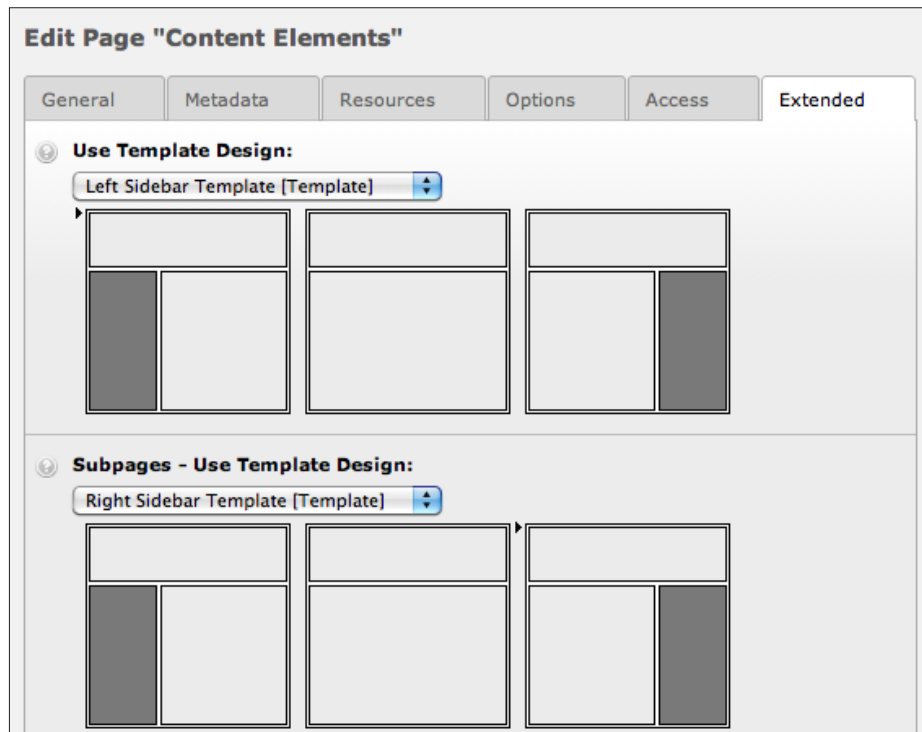 Edit Page "Content Elements"
General Metadata Resources Options Access Extended
Use Template Design:
Left Sidebar Template [Template]
Subpages - Use Template Design:
Right Sidebar Template [Template]